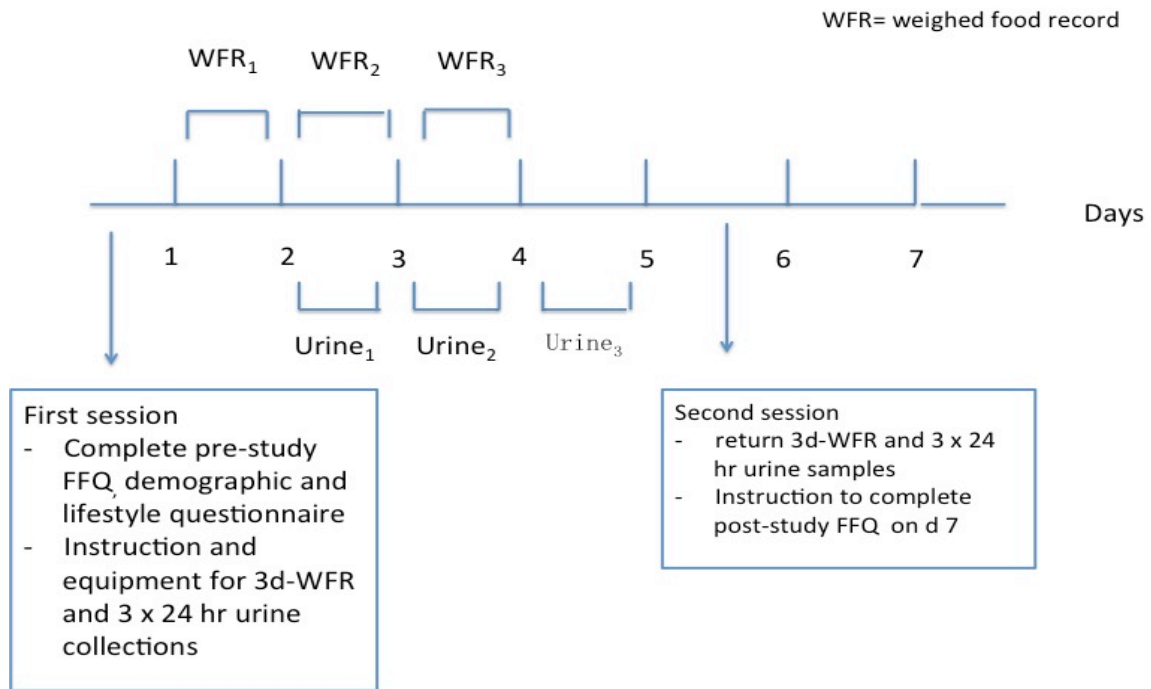 WFR= weighed food record
WFR₁ WFR₂ WFR₃
Days
1 2 3 4 5 6 7
Urine₁ Urine₂ Urine₃
First session
- Complete pre-study
FFQ, demographic and
lifestyle questionnaire
- Instruction and
equipment for 3d-WFR
and 3 x 24 hr urine
collections
Second session
- return 3d-WFR and 3 x 24
hr urine samples
- Instruction to complete
post-study FFQ on d 7